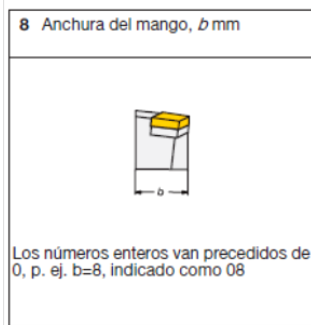 8 Anchura del mango, b mm
b
Los números enteros van precedidos de
0, p. ej. b=8, indicado como 08